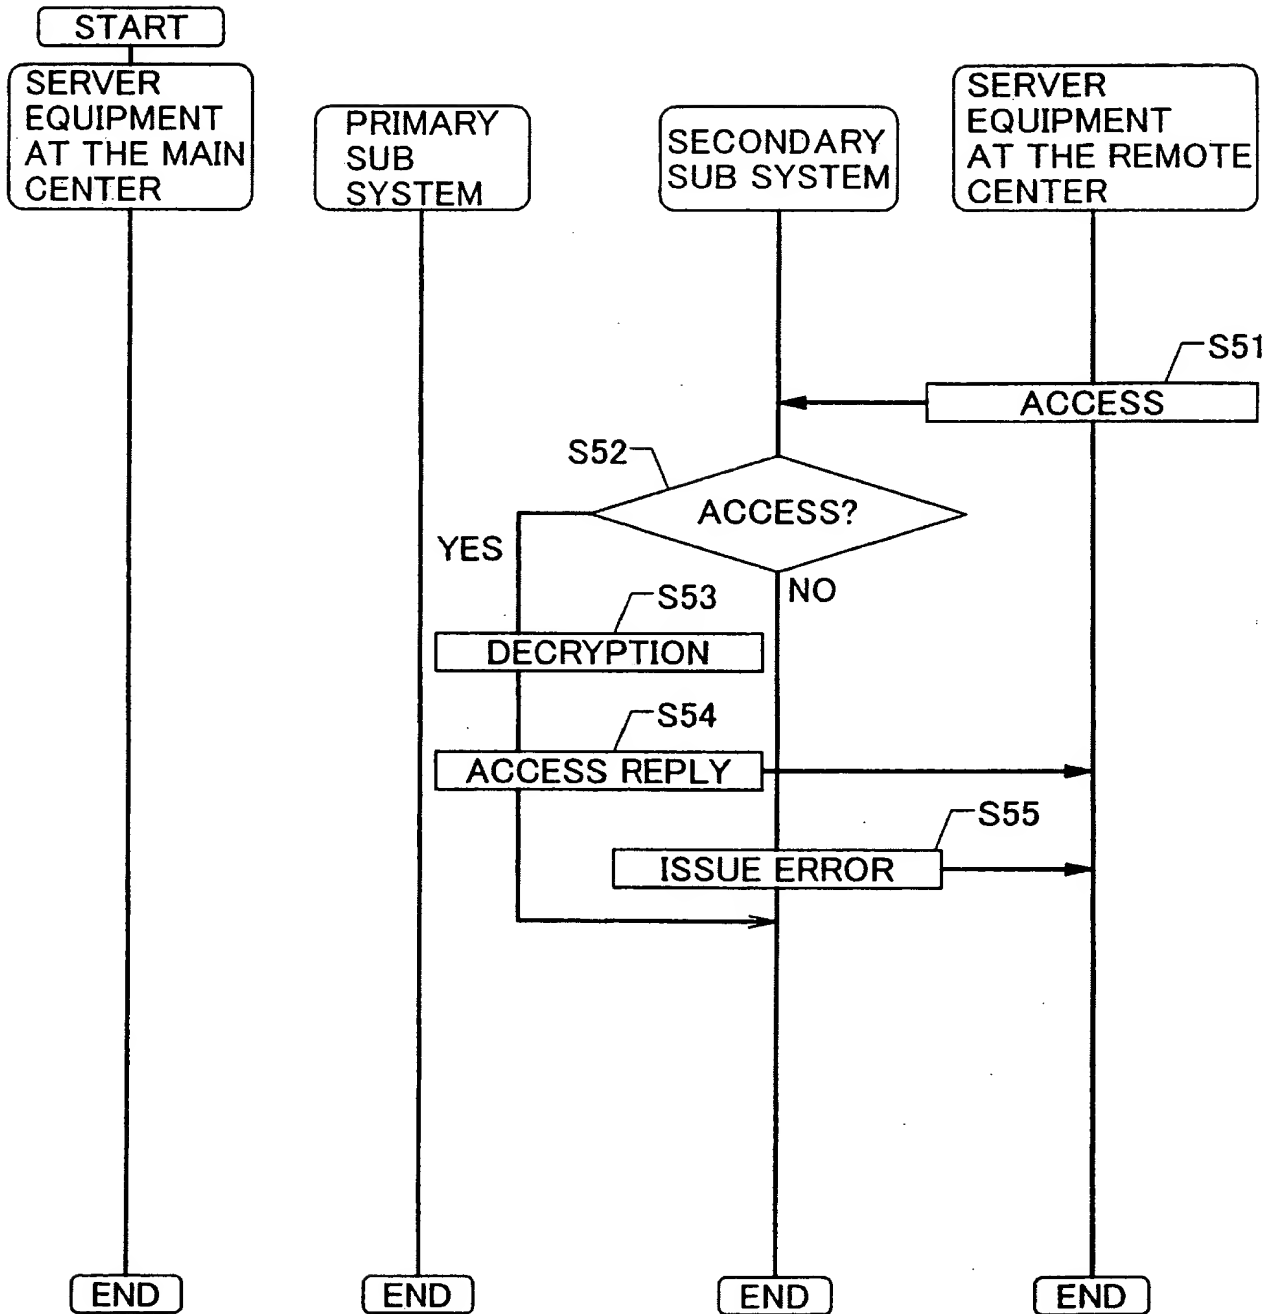 START
SERVER
EQUIPMENT
AT THE MAIN
CENTER
PRIMARY
SUB
SYSTEM
SECONDARY
SUB SYSTEM
SERVER
EQUIPMENT
AT THE REMOTE
CENTER
S51
ACCESS
S52
ACCESS?
YES
NO
S53
DECRYPTION
S54
ACCESS REPLY
S55
ISSUE ERROR
END
END
END
END